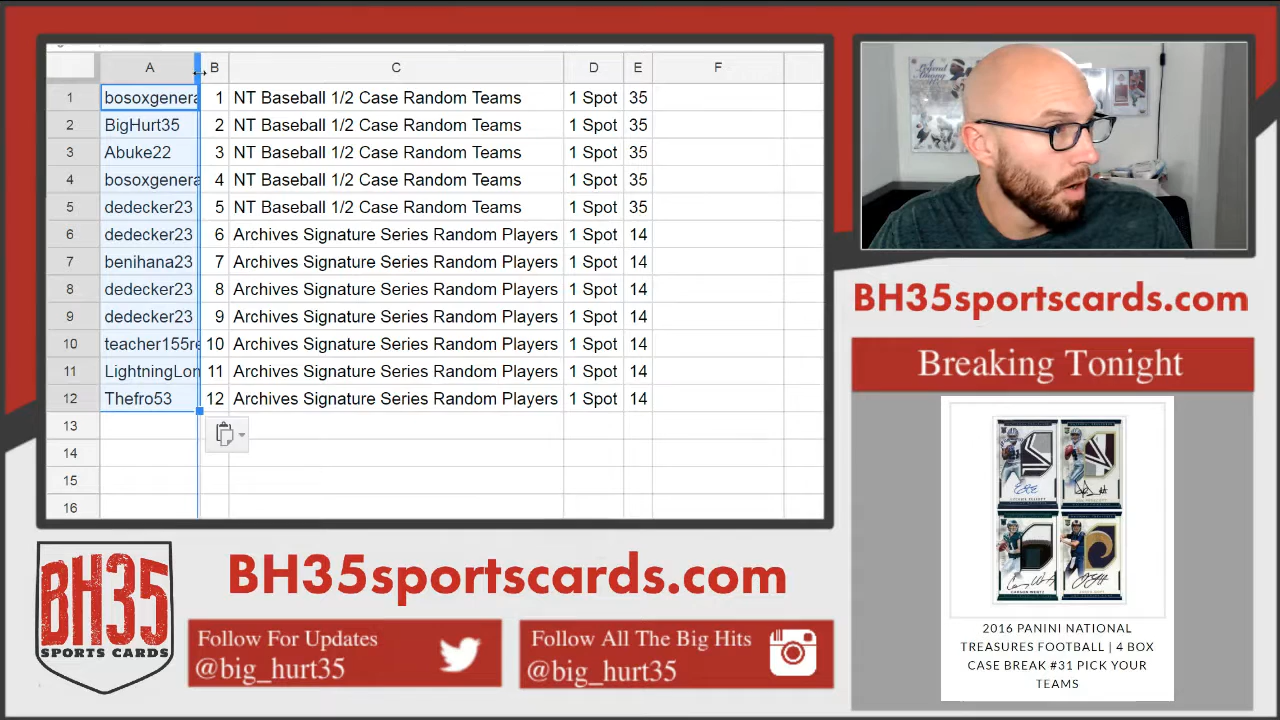 A B C D E F
1 bosoxgenera 1 NT Baseball 1/2 Case Random Teams 1 Spot 35
2 BigHurt35 2 NT Baseball 1/2 Case Random Teams 1 Spot 35
3 Abuke22 3 NT Baseball 1/2 Case Random Teams 1 Spot 35
4 bosoxgenera 4 NT Baseball 1/2 Case Random Teams 1 Spot 35
5 dedecker23 5 NT Baseball 1/2 Case Random Teams 1 Spot 35
6 dedecker23 6 Archives Signature Series Random Players 1 Spot 14
7 benihana23 7 Archives Signature Series Random Players 1 Spot 14
8 dedecker23 8 Archives Signature Series Random Players 1 Spot 14
9 dedecker23 9 Archives Signature Series Random Players 1 Spot 14
10 teacher155re 10 Archives Signature Series Random Players 1 Spot 14
11 LightningLon 11 Archives Signature Series Random Players 1 Spot 14
12 Thefro53 12 Archives Signature Series Random Players 1 Spot 14
13
14
15
16
BH35sportscards.com
Breaking Tonight
2016 PANINI NATIONAL
TREASURES FOOTBALL | 4 BOX
CASE BREAK #31 PICK YOUR
TEAMS
BH35
SPORTS CARDS
BH35sportscards.com
Follow For Updates
@big_hurt35
Follow All The Big Hits
@big_hurt35